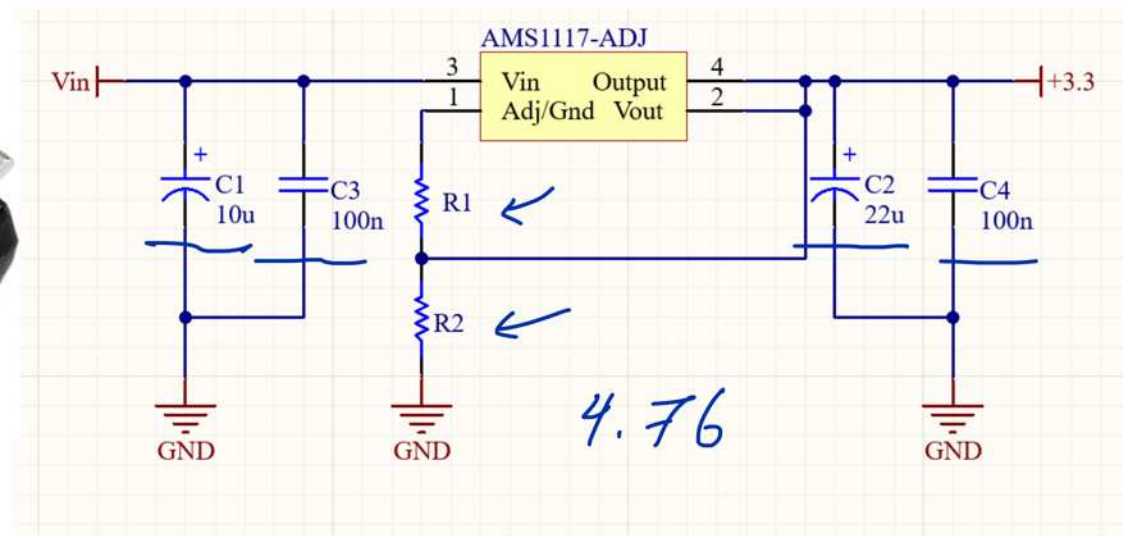 AMS1117-ADJ
Vin
3
Vin
Output
4
+3.3
1
Adj/Gnd
Vout
2
+
C1
10u
C3
100n
R1
+
C2
22u
C4
100n
R2
4.76
GND
GND
GND